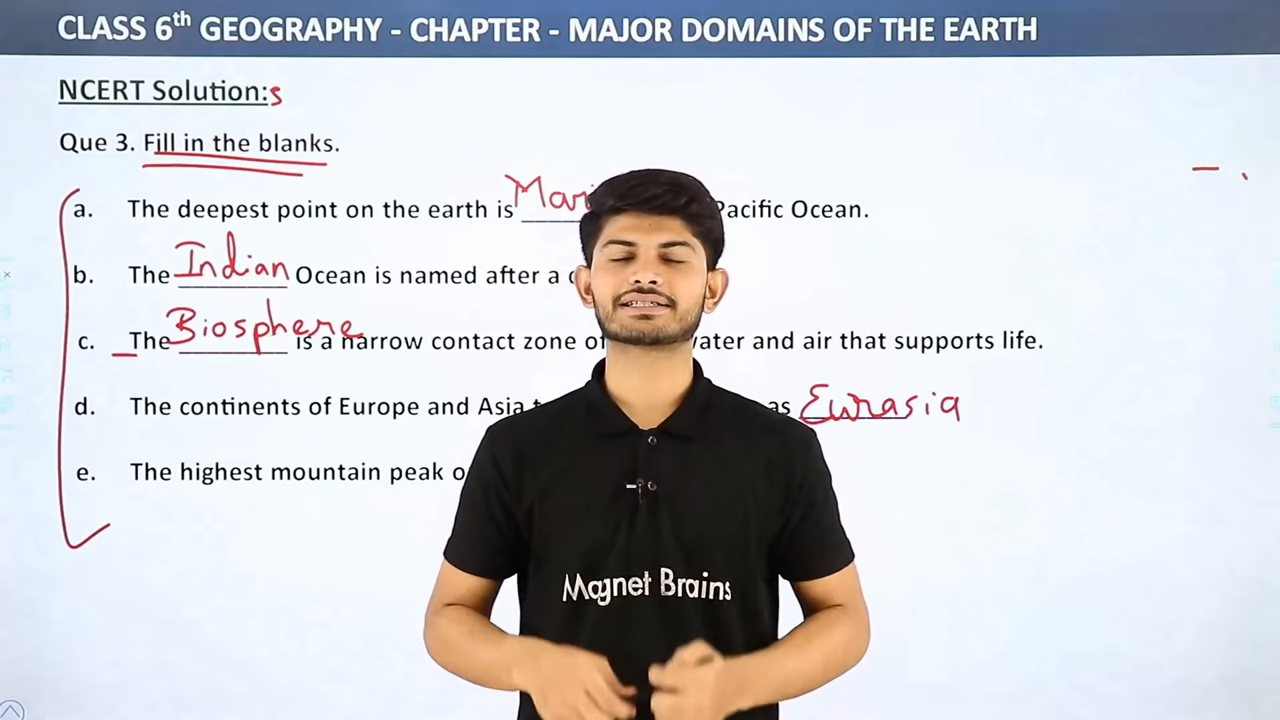 CLASS 6th GEOGRAPHY - CHAPTER - MAJOR DOMAINS OF THE EARTH
NCERT Solution:s
Que 3. Fill in the blanks.
a. The deepest point on the earth is Pacific Ocean.
b. The Indian Ocean is named after a
c. The Biosphere is a narrow contact zone of water and air that supports life.
d. The continents of Europe and Asia as Eurasia
e. The highest mountain peak
Magnet Brains